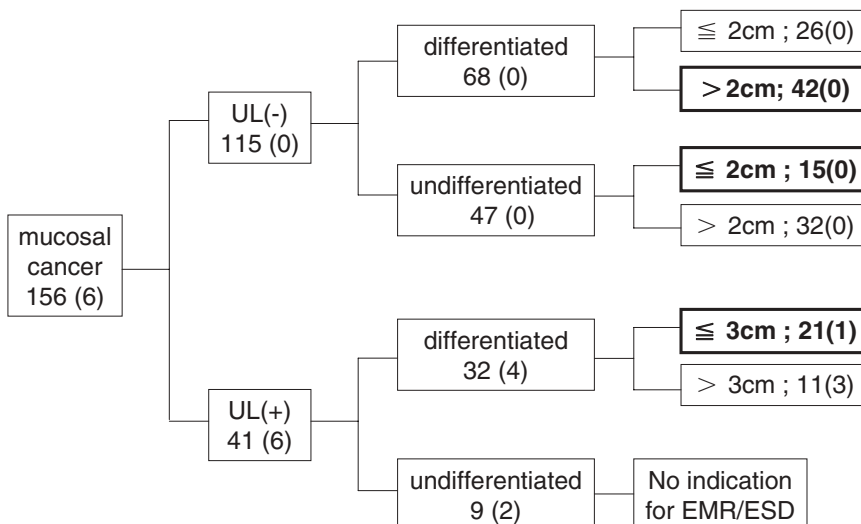 mucosal
cancer
156 (6)
UL(-)
115 (0)
differentiated
68 (0)
≦ 2cm ; 26(0)
＞2cm; 42(0)
undifferentiated
47 (0)
≦ 2cm ; 15(0)
＞ 2cm ; 32(0)
UL(+)
41 (6)
differentiated
32 (4)
≦ 3cm ; 21(1)
＞ 3cm ; 11(3)
undifferentiated
9 (2)
No indication
for EMR/ESD